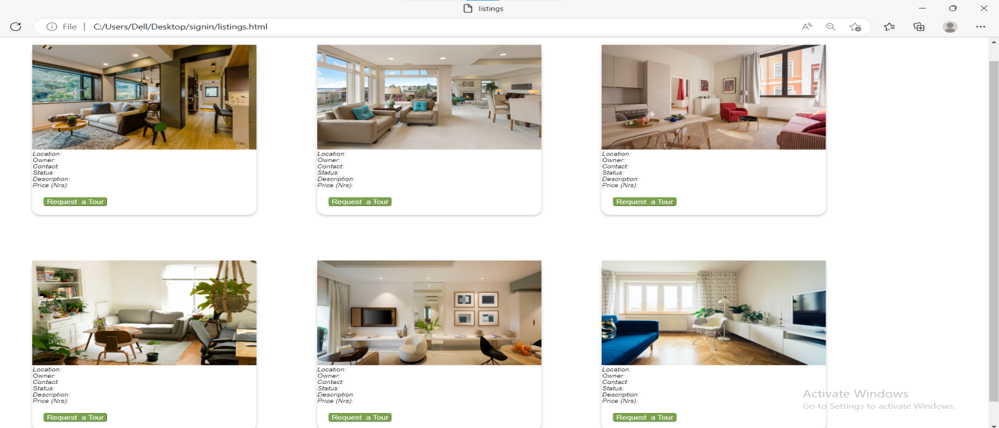 listings
File | C:/Users/Dell/Desktop/signin/listings.html
Location:
Owner:
Contact:
Status:
Description:
Price (Nrs):
Request a Tour
Location:
Owner:
Contact:
Status:
Description:
Price (Nrs):
Request a Tour
Location:
Owner:
Contact:
Status:
Description:
Price (Nrs):
Request a Tour
Location:
Owner:
Contact:
Status:
Description:
Price (Nrs):
Request a Tour
Location:
Owner:
Contact:
Status:
Description:
Price (Nrs):
Request a Tour
Location:
Owner:
Contact:
Status:
Description:
Price (Nrs):
Request a Tour
Activate Windows
Go to Settings to activate Windows.